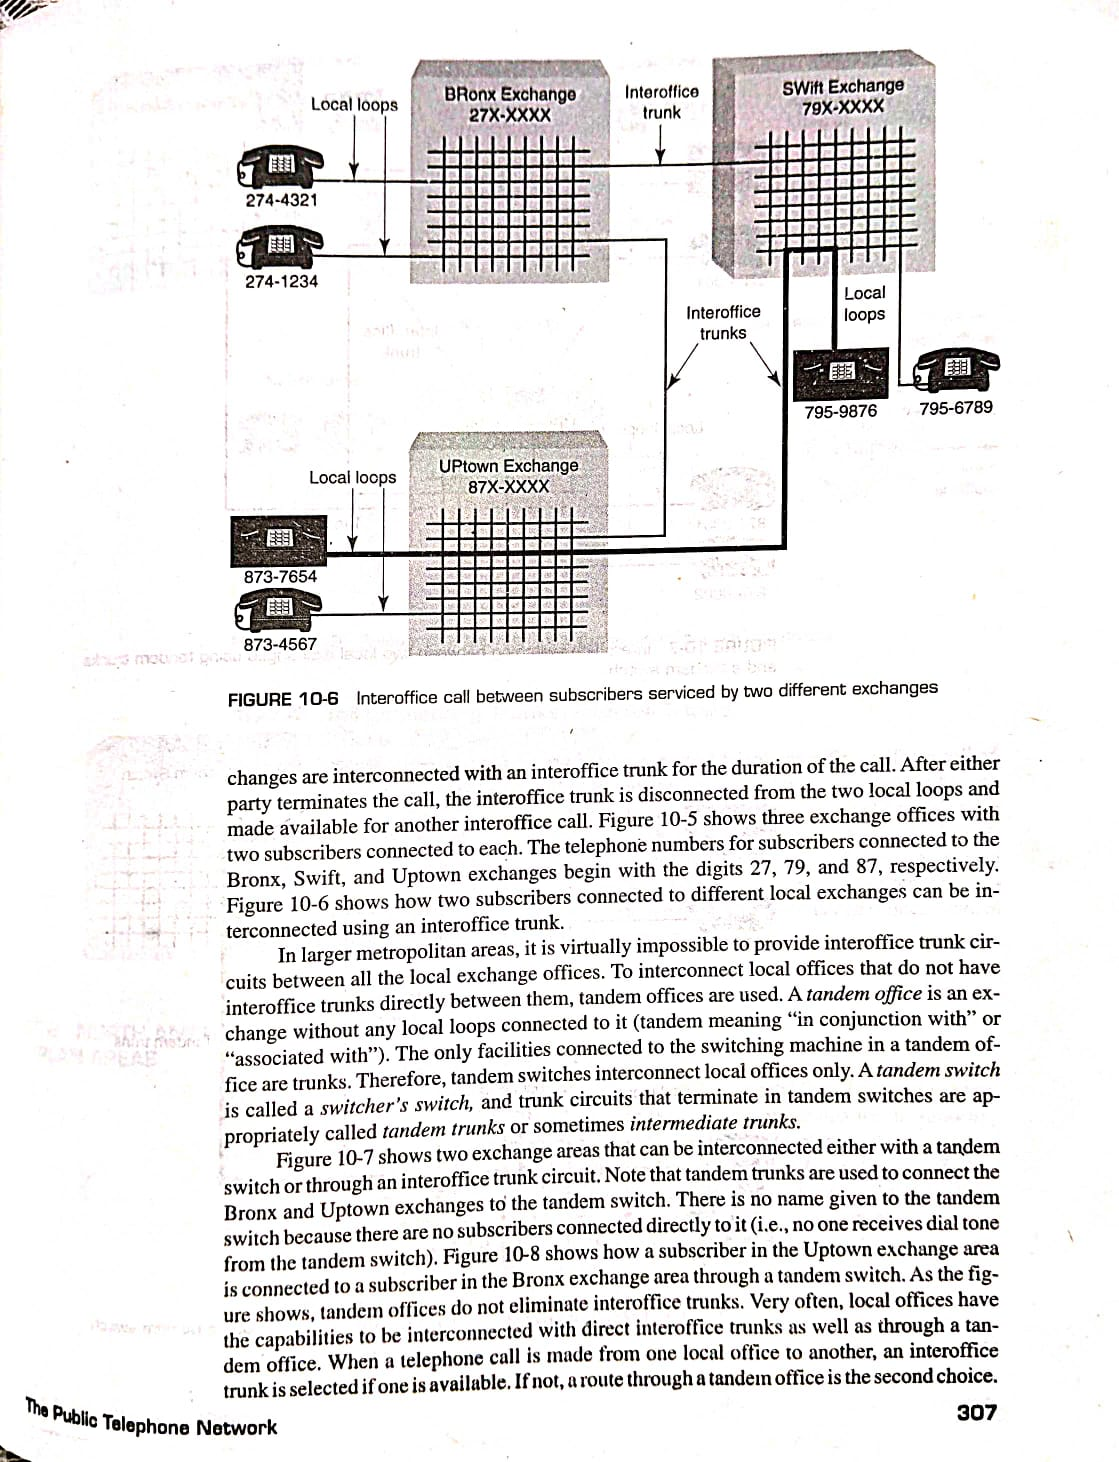 BRonx Exchange
27X-XXXX
Interoffice
trunk
SWift Exchange
79X-XXXX
Local loops
274-4321
274-1234
Interoffice
trunks
Local
loops
795-9876
795-6789
UPtown Exchange
87X-XXXX
Local loops
873-7654
873-4567
FIGURE 10-6 Interoffice call between subscribers serviced by two different exchanges
changes are interconnected with an interoffice trunk for the duration of the call. After either
party terminates the call, the interoffice trunk is disconnected from the two local loops and
made available for another interoffice call. Figure 10-5 shows three exchange offices with
two subscribers connected to each. The telephone numbers for subscribers connected to the
Bronx, Swift, and Uptown exchanges begin with the digits 27, 79, and 87, respectively.
Figure 10-6 shows how two subscribers connected to different local exchanges can be in-
terconnected using an interoffice trunk.
In larger metropolitan areas, it is virtually impossible to provide interoffice trunk cir-
cuits between all the local exchange offices. To interconnect local offices that do not have
interoffice trunks directly between them, tandem offices are used. A tandem office is an ex-
change without any local loops connected to it (tandem meaning “in conjunction with” or
“associated with”). The only facilities connected to the switching machine in a tandem of-
fice are trunks. Therefore, tandem switches interconnect local offices only. A tandem switch
is called a switcher's switch, and trunk circuits that terminate in tandem switches are ap-
propriately called tandem trunks or sometimes intermediate trunks.
Figure 10-7 shows two exchange areas that can be interconnected either with a tandem
switch or through an interoffice trunk circuit. Note that tandem trunks are used to connect the
Bronx and Uptown exchanges to the tandem switch. There is no name given to the tandem
switch because there are no subscribers connected directly to it (i.e., no one receives dial tone
from the tandem switch). Figure 10-8 shows how a subscriber in the Uptown exchange area
is connected to a subscriber in the Bronx exchange area through a tandem switch. As the fig-
ure shows, tandem offices do not eliminate interoffice trunks. Very often, local offices have
the capabilities to be interconnected with direct interoffice trunks as well as through a tan-
dem office. When a telephone call is made from one local office to another, an interoffice
trunk is selected if one is available. If not, a route through a tandem office is the second choice.
The Public Telephone Network
307